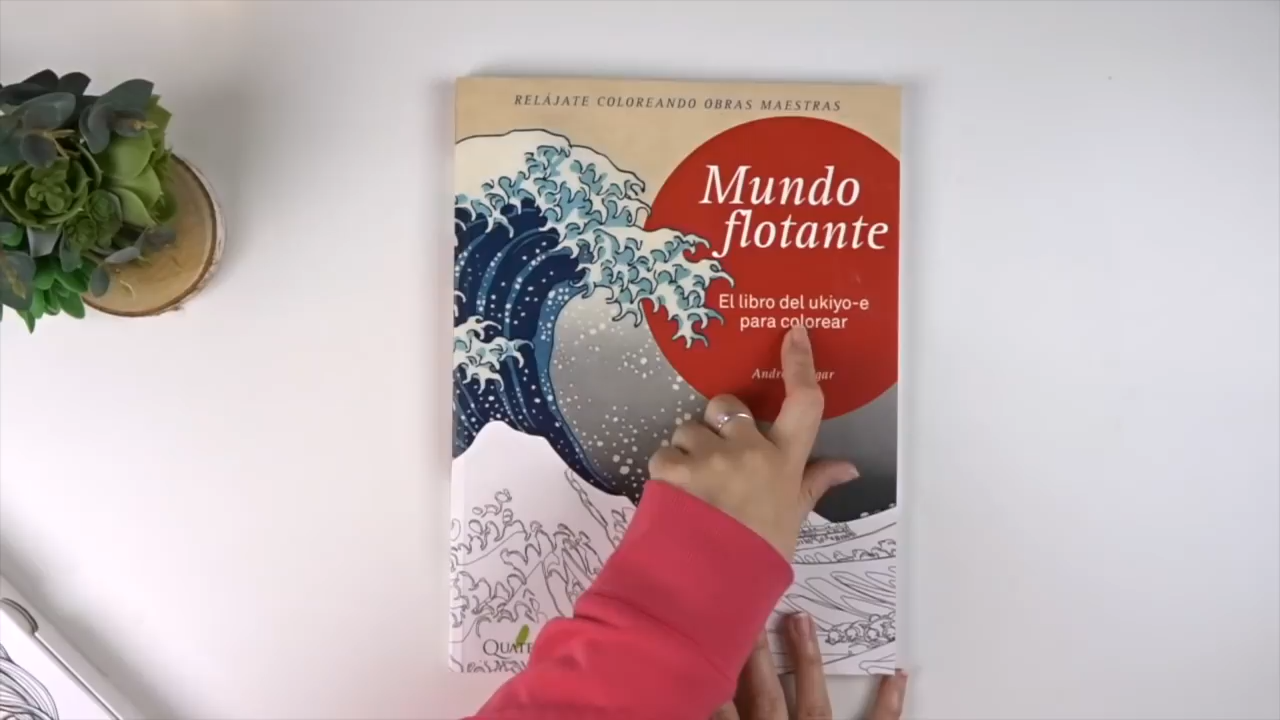 RELÁJATE COLOREANDO OBRAS MAESTRAS
Mundo
flotante
El libro del ukiyo-e
para colorear